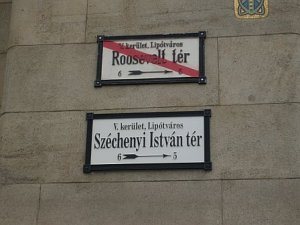 V. kerület, Lipótváros
Roosevelt tér
6 5
V. kerület, Lipótváros
Széchenyi István tér
6 5